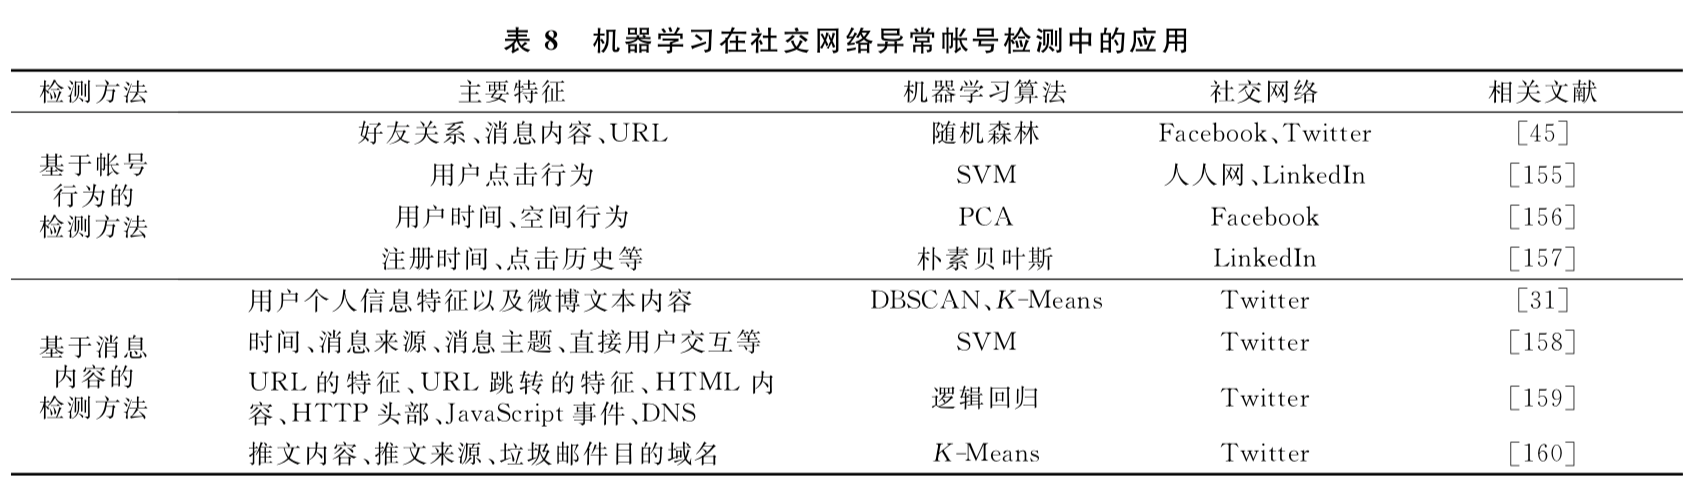 表 8 机器学习在社交网络异常帐号检测中的应用
检测方法 主要特征 机器学习算法 社交网络 相关文献
基于帐号
行为的
检测方法
好友关系、消息内容、URL 随机森林 Facebook、Twitter [45]
用户点击行为 SVM 人人网、LinkedIn [155]
用户时间、空间行为 PCA Facebook [156]
注册时间、点击历史等 朴素贝叶斯 LinkedIn [157]
基于消息
内容的
检测方法
用户个人信息特征以及微博文本内容 DBSCAN、K-Means Twitter [31]
时间、消息来源、消息主题、直接用户交互等 SVM Twitter [158]
URL 的特征、URL 跳转的特征、HTML 内
容、HTTP 头部、JavaScript 事件、DNS 逻辑回归 Twitter [159]
推文内容、推文来源、垃圾邮件目的域名 K-Means Twitter [160]